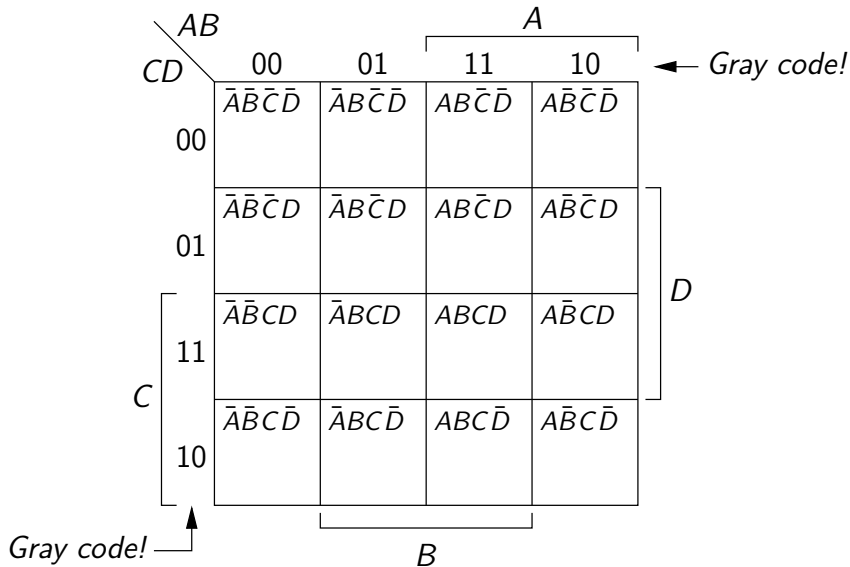 AB
A
CD 00 01 11 10 Gray code!
00 ĀB̄C̄D̄ ĀBC̄D̄ ABC̄D̄ AB̄C̄D̄
01 ĀB̄C̄D ĀBC̄D ABC̄D AB̄C̄D
D
11 ĀB̄CD ĀBCD ABCD AB̄CD
C
10 ĀB̄CD̄ ĀBCD̄ ABCD̄ AB̄CD̄
Gray code!
B